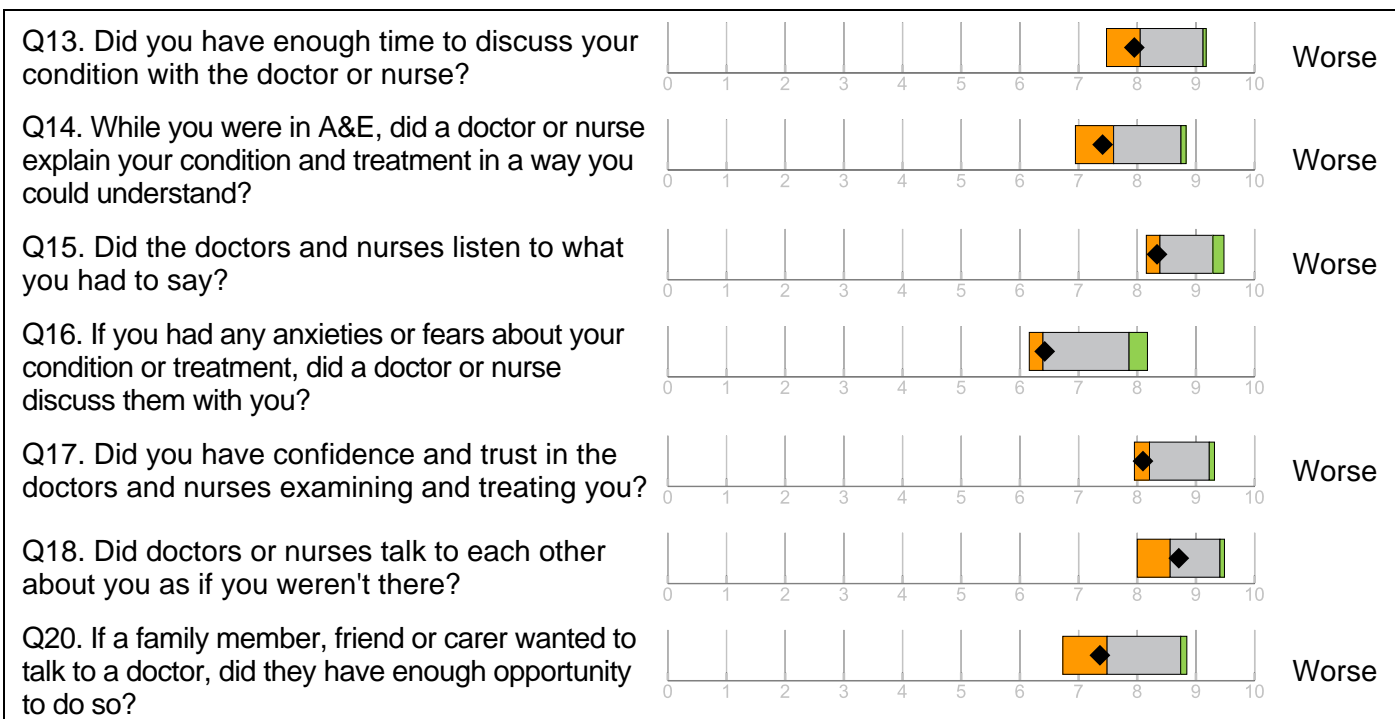 Q13. Did you have enough time to discuss your
condition with the doctor or nurse?
0 1 2 3 4 5 6 7 8 9 10
Worse
Q14. While you were in A&E, did a doctor or nurse
explain your condition and treatment in a way you
could understand?
0 1 2 3 4 5 6 7 8 9 10
Worse
Q15. Did the doctors and nurses listen to what
you had to say?
0 1 2 3 4 5 6 7 8 9 10
Worse
Q16. If you had any anxieties or fears about your
condition or treatment, did a doctor or nurse
discuss them with you?
0 1 2 3 4 5 6 7 8 9 10
Q17. Did you have confidence and trust in the
doctors and nurses examining and treating you?
0 1 2 3 4 5 6 7 8 9 10
Worse
Q18. Did doctors or nurses talk to each other
about you as if you weren't there?
0 1 2 3 4 5 6 7 8 9 10
Q20. If a family member, friend or carer wanted to
talk to a doctor, did they have enough opportunity
to do so?
0 1 2 3 4 5 6 7 8 9 10
Worse